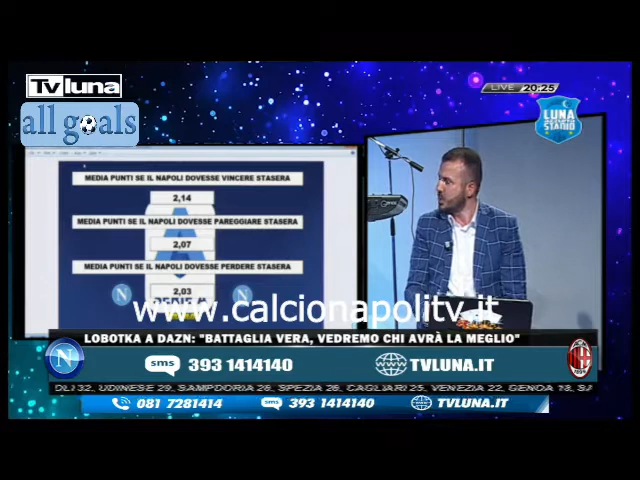 Tvluna
all goals
LIVE 20:25
LUNA
STADIO
MEDIA PUNTI SE IL NAPOLI DOVESSE VINCERE STASERA
2,14
MEDIA PUNTI SE IL NAPOLI DOVESSE PAREGGIARE STASERA
2,07
MEDIA PUNTI SE IL NAPOLI DOVESSE PERDERE STASERA
2,03
www.calcionapolitv.it
LOBOTKA A DAZN: "BATTAGLIA VERA, VEDREMO CHI AVRÀ LA MEGLIO"
sms 393 1414140 TVLUNA.IT
OLI 32, UDINESE 29, SAMPDORIA 26, SPEZIA 26, CAGLIARI 25, VENEZIA 22, GENOA 18, SA
081 7281414 sms 393 1414140 TVLUNA.IT